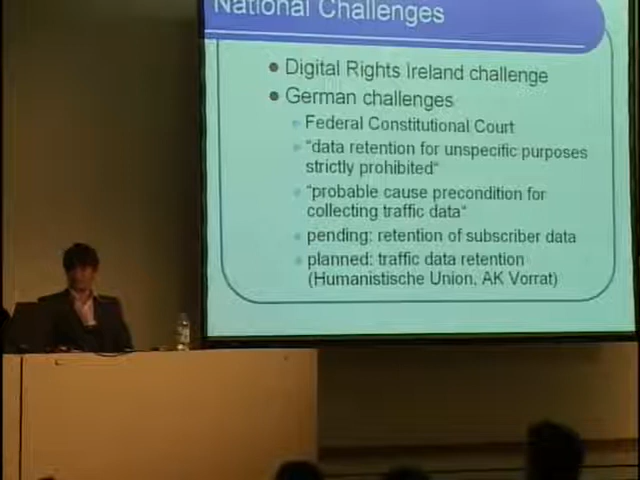 National Challenges
Digital Rights Ireland challenge
German challenges
Federal Constitutional Court
"data retention for unspecific purposes
strictly prohibited"
"probable cause precondition for
collecting traffic data"
pending: retention of subscriber data
planned: traffic data retention
(Humanistische Union, AK Vorrat)